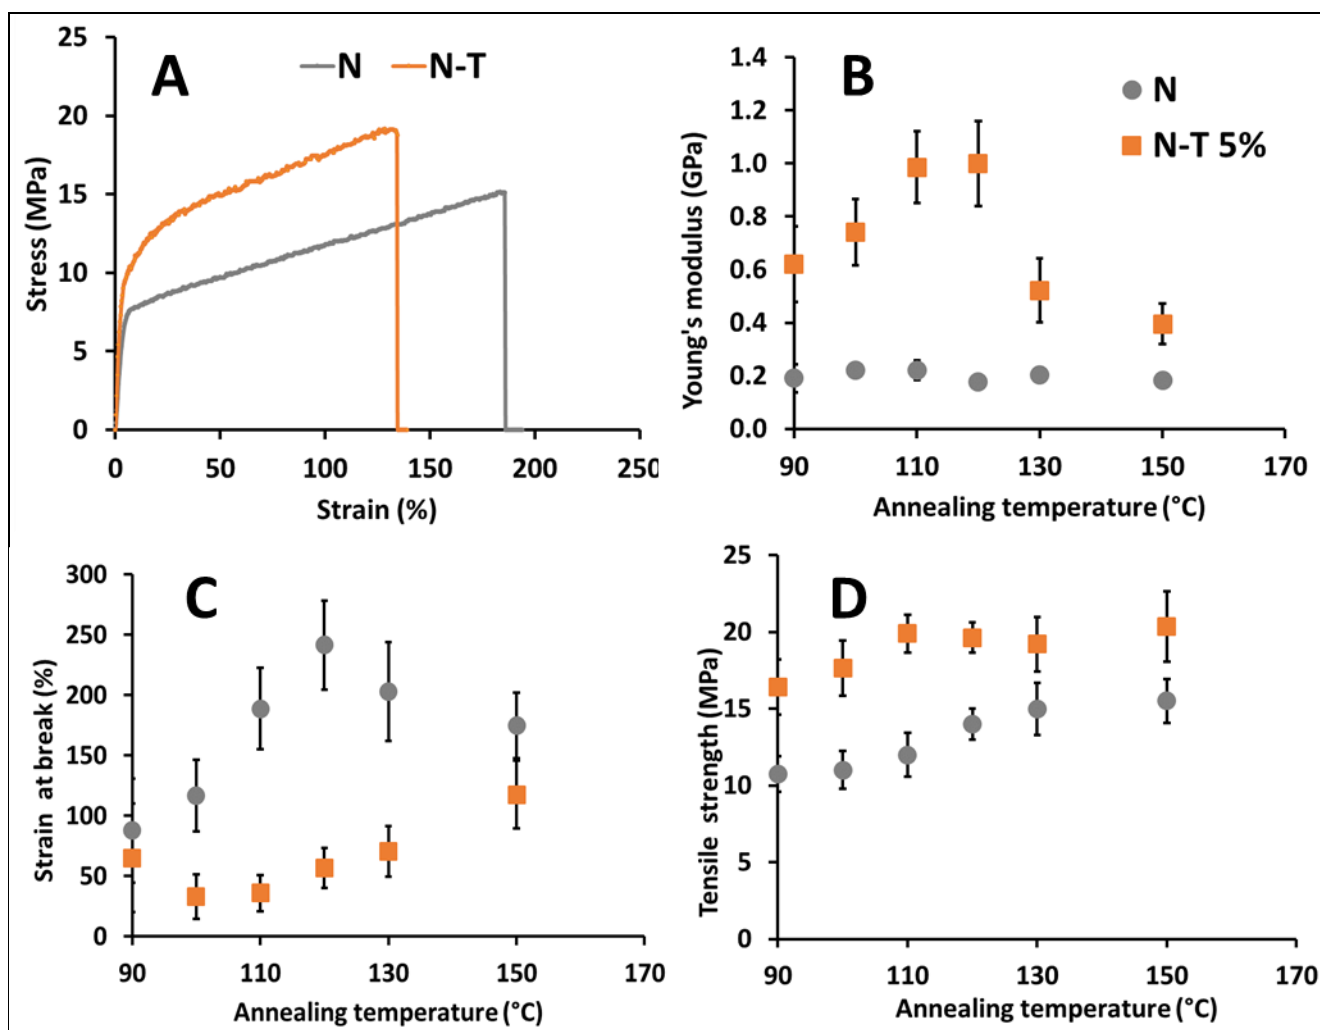 A
N
N-T
25
20
15
10
5
0
Stress (MPa)
0 50 100 150 200 250
Strain (%)
B
N
N-T 5%
1.4
1.2
1.0
0.8
0.6
0.4
0.2
0.0
Young's modulus (GPa)
90 110 130 150 170
Annealing temperature (°C)
C
300
250
200
150
100
50
0
Strain at break (%)
90 110 130 150 170
Annealing temperature (°C)
D
25
20
15
10
5
0
Tensile strength (MPa)
90 110 130 150 170
Annealing temperature (°C)